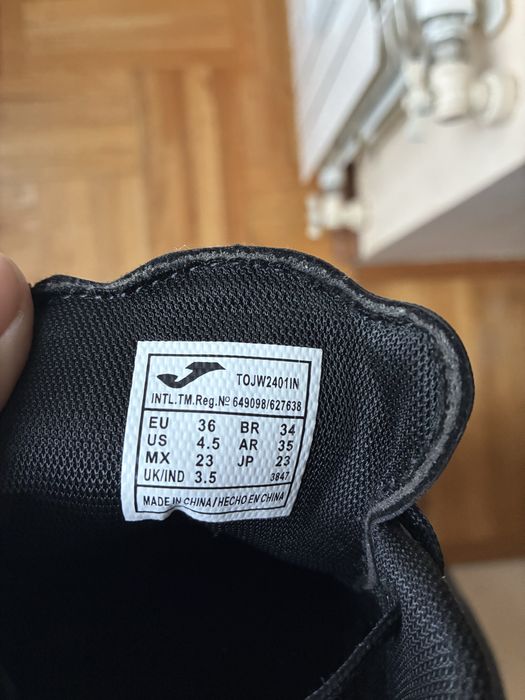 TOJW2401IN
INTL.TM.Reg.Nº 649098/627638
EU 36 BR 34
US 4.5 AR 35
MX 23 JP 23
UK/IND 3.5 3847
MADE IN CHINA / HECHO EN CHINA